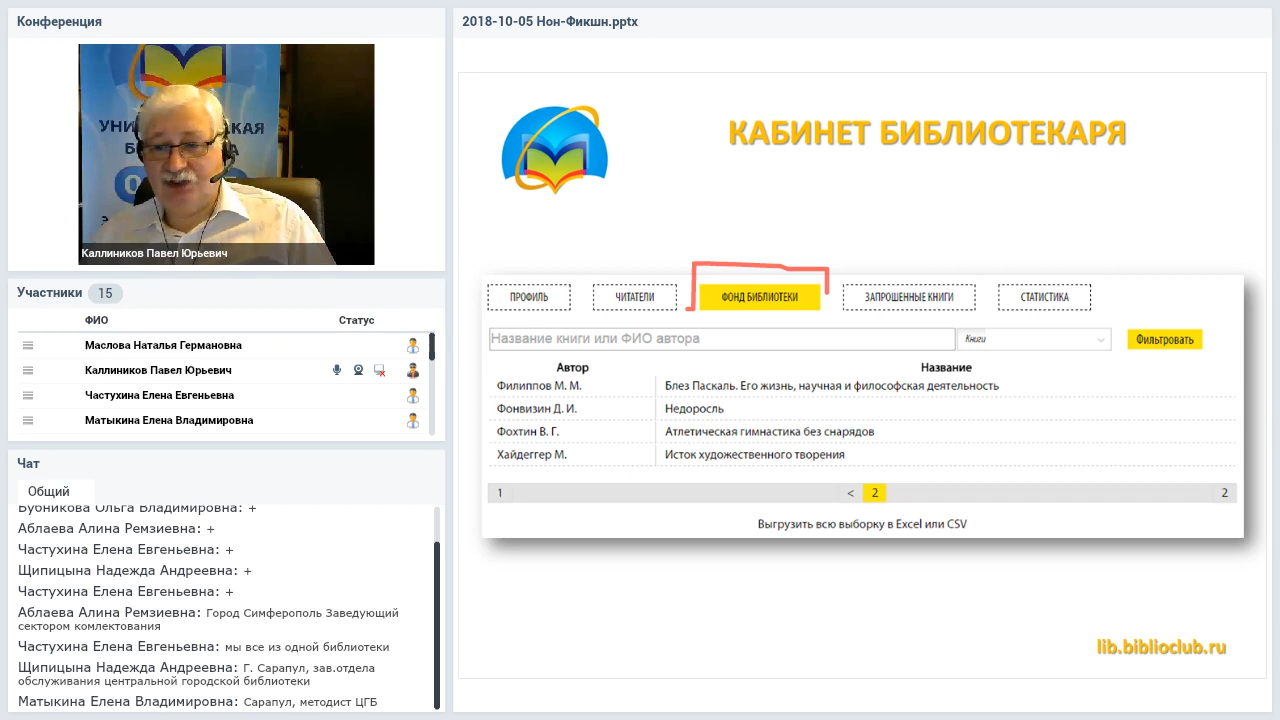 Конференция
УНИ
КАЯ
Каллиников Павел Юрьевич
Участники 15
ФИО Статус
Маслова Наталья Германовна
Каллиников Павел Юрьевич
Частухина Елена Евгеньевна
Матыкина Елена Владимировна
Чат
Общий
Бубникова Ольга Владимировна: +
Аблаева Алина Ремзиевна: +
Частухина Елена Евгеньевна: +
Щипицына Надежда Андреевна: +
Частухина Елена Евгеньевна: +
Аблаева Алина Ремзиевна: Город Симферополь Заведующий
сектором комлектования
Частухина Елена Евгеньевна: мы все из одной библиотеки
Щипицына Надежда Андреевна: Г. Сарапул, зав.отдела
обслуживания центральной городской библиотеки
Матыкина Елена Владимировна: Сарапул, методист ЦГБ
2018-10-05 Нон-Фикшн.pptx
КАБИНЕТ БИБЛИОТЕКАРЯ
ПРОФИЛЬ ЧИТАТЕЛИ ФОНД БИБЛИОТЕКИ ЗАПРОШЕННЫЕ КНИГИ СТАТИСТИКА
Название книги или ФИО автора Книги Фильтровать
Автор Название
Филиппов М. М. Блез Паскаль. Его жизнь, научная и философская деятельность
Фонвизин Д. И. Недоросль
Фохтин В. Г. Атлетическая гимнастика без снарядов
Хайдеггер М. Исток художественного творения
1 < 2 2
Выгрузить всю выборку в Excel или CSV
lib.biblioclub.ru